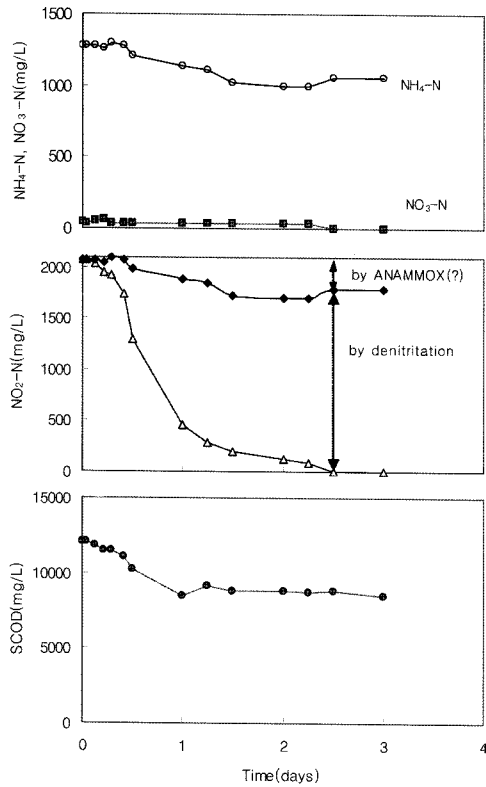 1500
1000
500
0
NH₄-N, NO₃-N(mg/L)
NH₄-N
NO₃-N
2000
1500
1000
500
0
NO₂-N(mg/L)
by ANAMMOX(?)
by denitritation
15000
10000
5000
0
SCOD(mg/L)
0 1 2 3 4
Time(days)